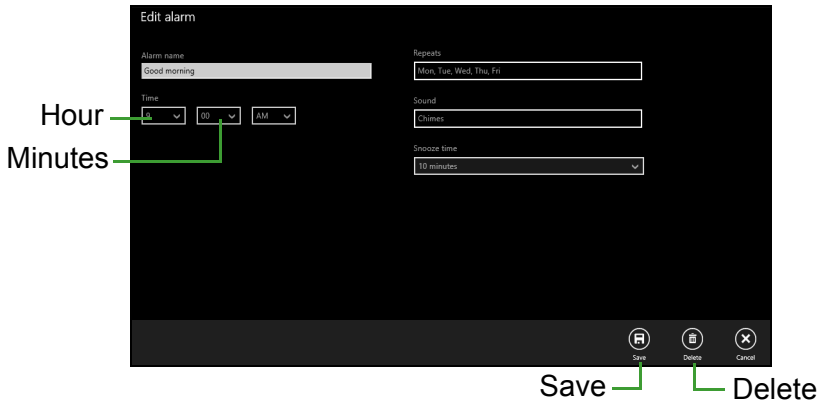 Edit alarm
Alarm name
Good morning
Time
9 00 AM
Hour
Minutes
Repeats
Mon, Tue, Wed, Thu, Fri
Sound
Chimes
Snooze time
10 minutes
Save Delete Cancel
Save Delete